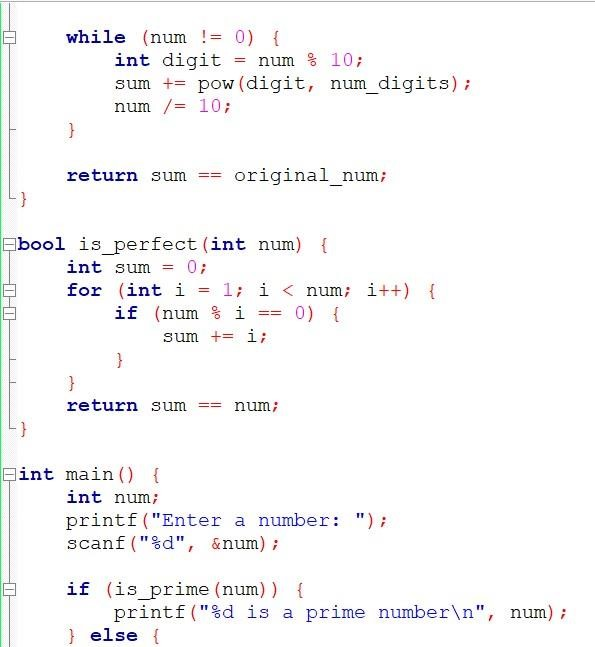 while (num != 0) {
int digit = num % 10;
sum += pow(digit, num_digits);
num /= 10;
}
return sum == original_num;
}
bool is_perfect(int num) {
int sum = 0;
for (int i = 1; i < num; i++) {
if (num % i == 0) {
sum += i;
}
}
return sum == num;
}
int main() {
int num;
printf("Enter a number: ");
scanf("%d", &num);
if (is_prime(num)) {
printf("%d is a prime number\n", num);
} else {